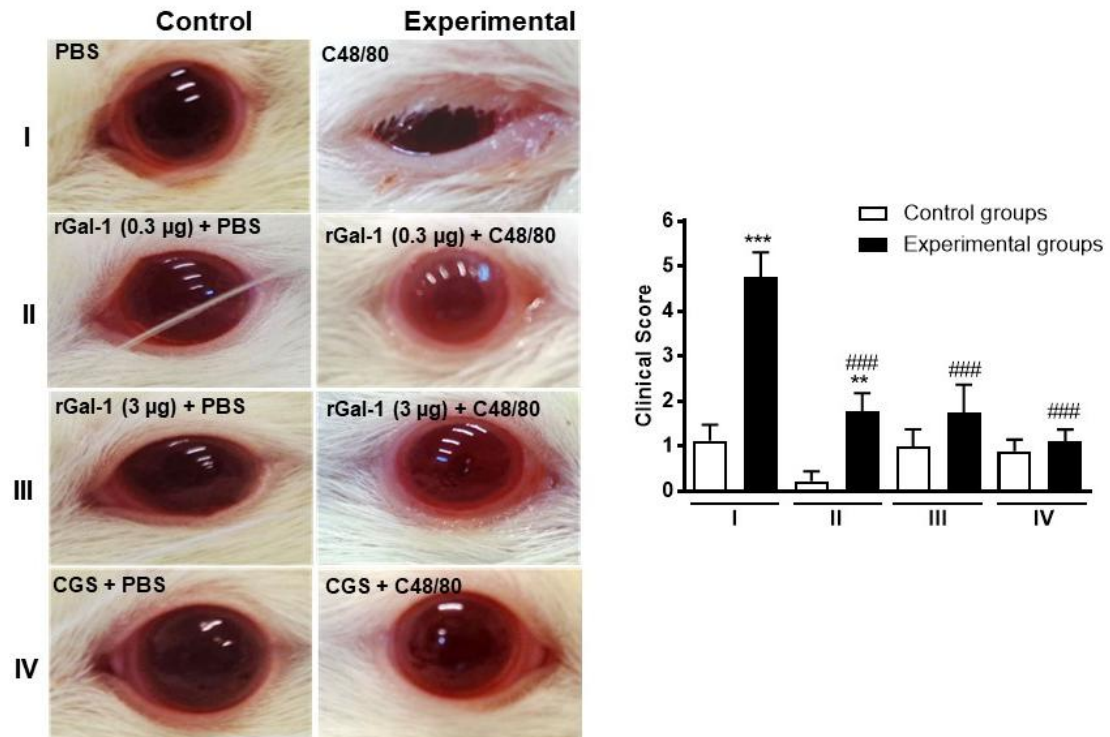 Control Experimental
PBS
C48/80
I
rGal-1 (0.3 µg) + PBS
rGal-1 (0.3 µg) + C48/80
II
rGal-1 (3 µg) + PBS
rGal-1 (3 µg) + C48/80
III
CGS + PBS
CGS + C48/80
IV
Control groups
Experimental groups
Clinical Score
6
5
4
3
2
1
0
***
###
**
###
###
I II III IV